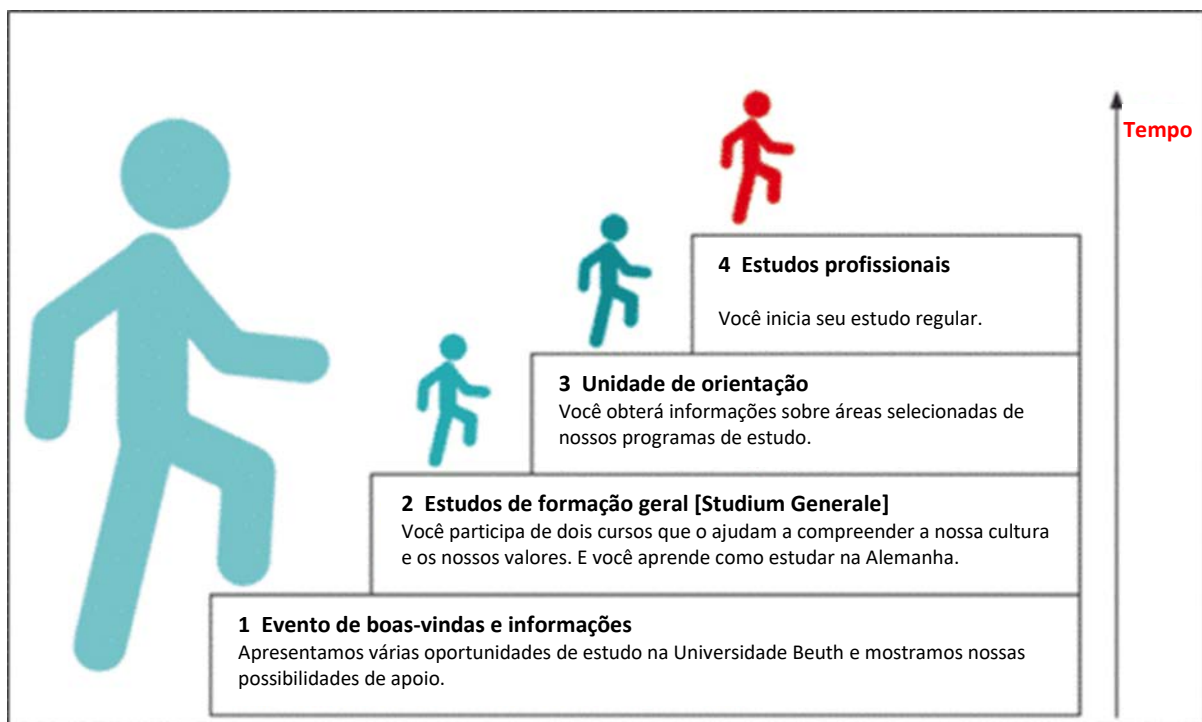 Tempo
4 Estudos profissionais
Você inicia seu estudo regular.
3 Unidade de orientação
Você obterá informações sobre áreas selecionadas de
nossos programas de estudo.
2 Estudos de formação geral [Studium Generale]
Você participa de dois cursos que o ajudam a compreender a nossa cultura
e os nossos valores. E você aprende como estudar na Alemanha.
1 Evento de boas-vindas e informações
Apresentamos várias oportunidades de estudo na Universidade Beuth e mostramos nossas
possibilidades de apoio.